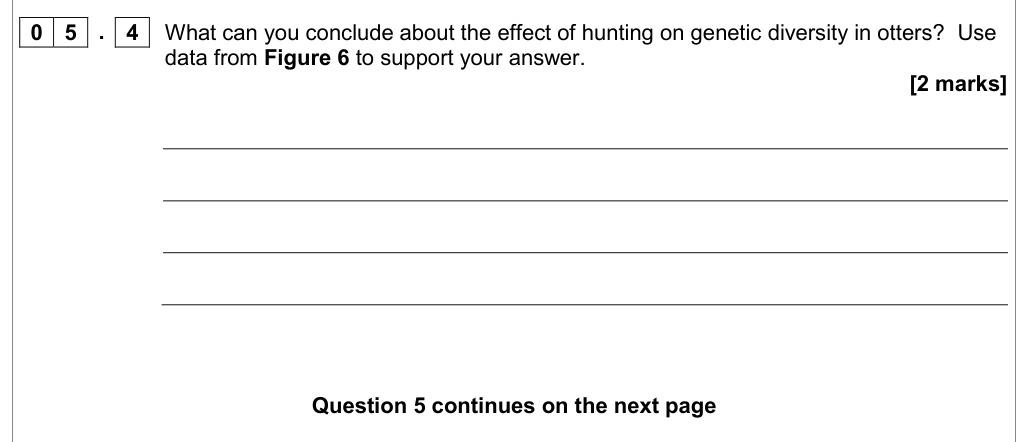 0 5 . 4 What can you conclude about the effect of hunting on genetic diversity in otters? Use
data from Figure 6 to support your answer.
[2 marks]
Question 5 continues on the next page